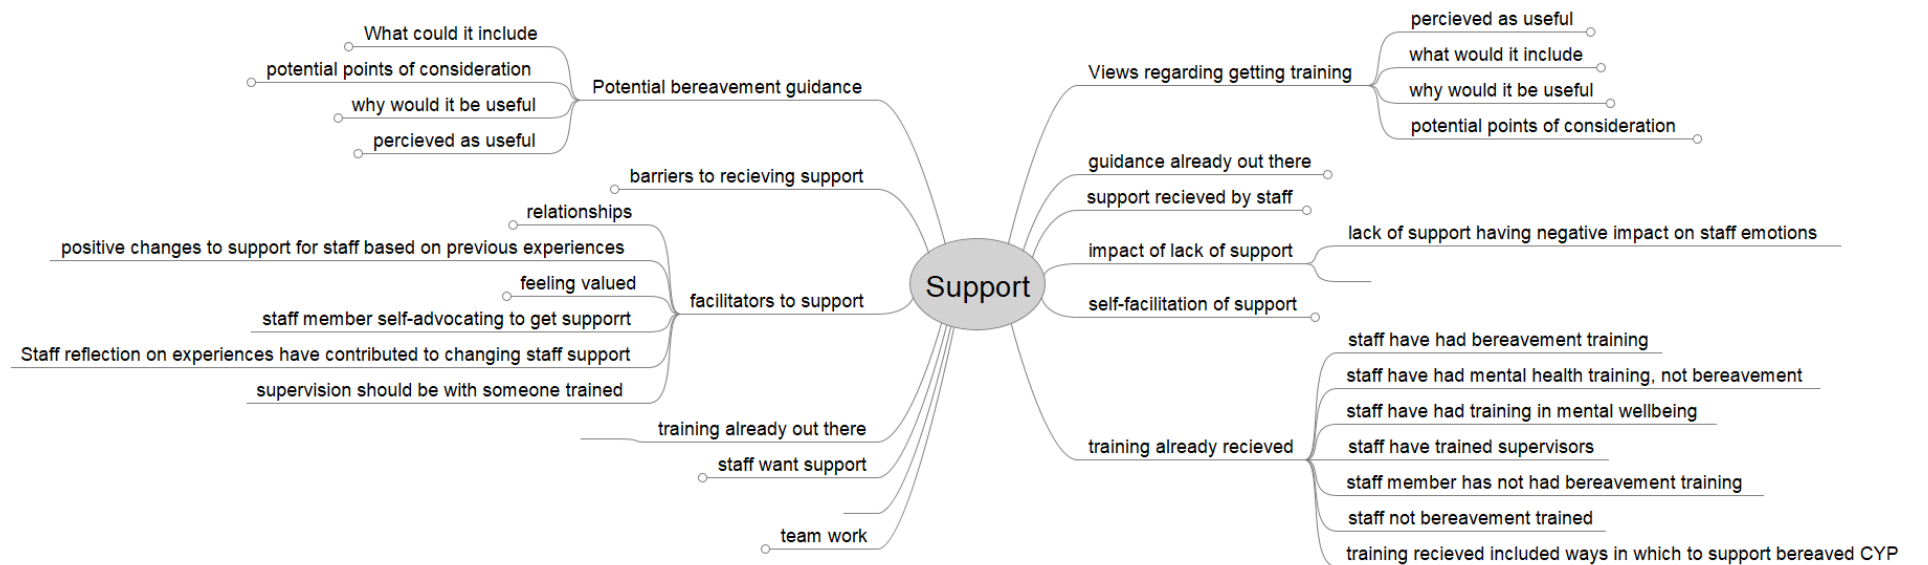 What could it include
potential points of consideration
why would it be useful
percieved as useful
Potential bereavement guidance
barriers to recieving support
relationships
positive changes to support for staff based on previous experiences
feeling valued
staff member self-advocating to get supporrt
Staff reflection on experiences have contributed to changing staff support
supervision should be with someone trained
facilitators to support
training already out there
staff want support
team work
Support
Views regarding getting training
percieved as useful
what would it include
why would it be useful
potential points of consideration
guidance already out there
support recieved by staff
impact of lack of support
lack of support having negative impact on staff emotions
self-facilitation of support
training already recieved
staff have had bereavement training
staff have had mental health training, not bereavement
staff have had training in mental wellbeing
staff have trained supervisors
staff member has not had bereavement training
staff not bereavement trained
training recieved included ways in which to support bereaved CYP